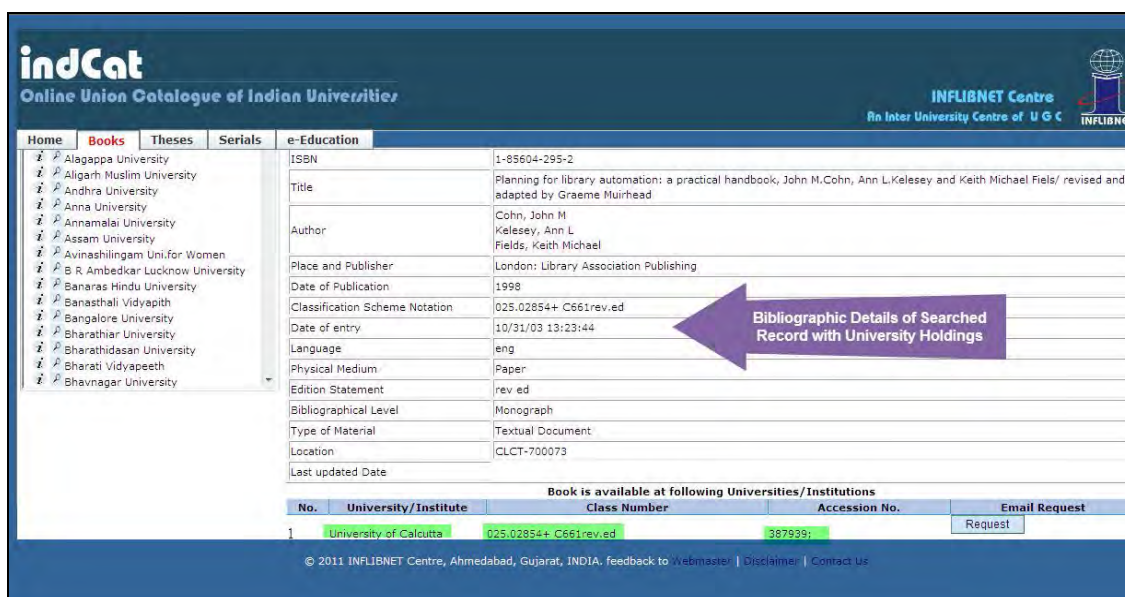 indCat
Online Union Catalogue of Indian Universities
INFLIBNET Centre
An Inter University Centre of U G C
INFLIBNE
Home Books Theses Serials e-Education
i Alagappa University
i Aligarh Muslim University
i Andhra University
i Anna University
i Annamalai University
i Assam University
i Avinashilingam Uni.for Women
i B R Ambedkar Lucknow University
i Banaras Hindu University
i Banasthali Vidyapith
i Bangalore University
i Bharathiar University
i Bharathidasan University
i Bharati Vidyapeeth
i Bhavnagar University
ISBN 1-85604-295-2
Title Planning for library automation: a practical handbook, John M.Cohn, Ann L.Kelesey and Keith Michael Fiels/ revised and
adapted by Graeme Muirhead
Author Cohn, John M
Kelesey, Ann L
Fields, Keith Michael
Place and Publisher London: Library Association Publishing
Date of Publication 1998
Classification Scheme Notation 025.02854+ C661rev.ed
Date of entry 10/31/03 13:23:44
Language eng
Physical Medium Paper
Edition Statement rev ed
Bibliographical Level Monograph
Type of Material Textual Document
Location CLCT-700073
Last updated Date
Bibliographic Details of Searched
Record with University Holdings
Book is available at following Universities/Institutions
No. University/Institute Class Number Accession No. Email Request
1 University of Calcutta 025.02854+ C661rev.ed 387939; Request
© 2011 INFLIBNET Centre, Ahmedabad, Gujarat, INDIA. feedback to Webmaster | Disclaimer | Contact Us